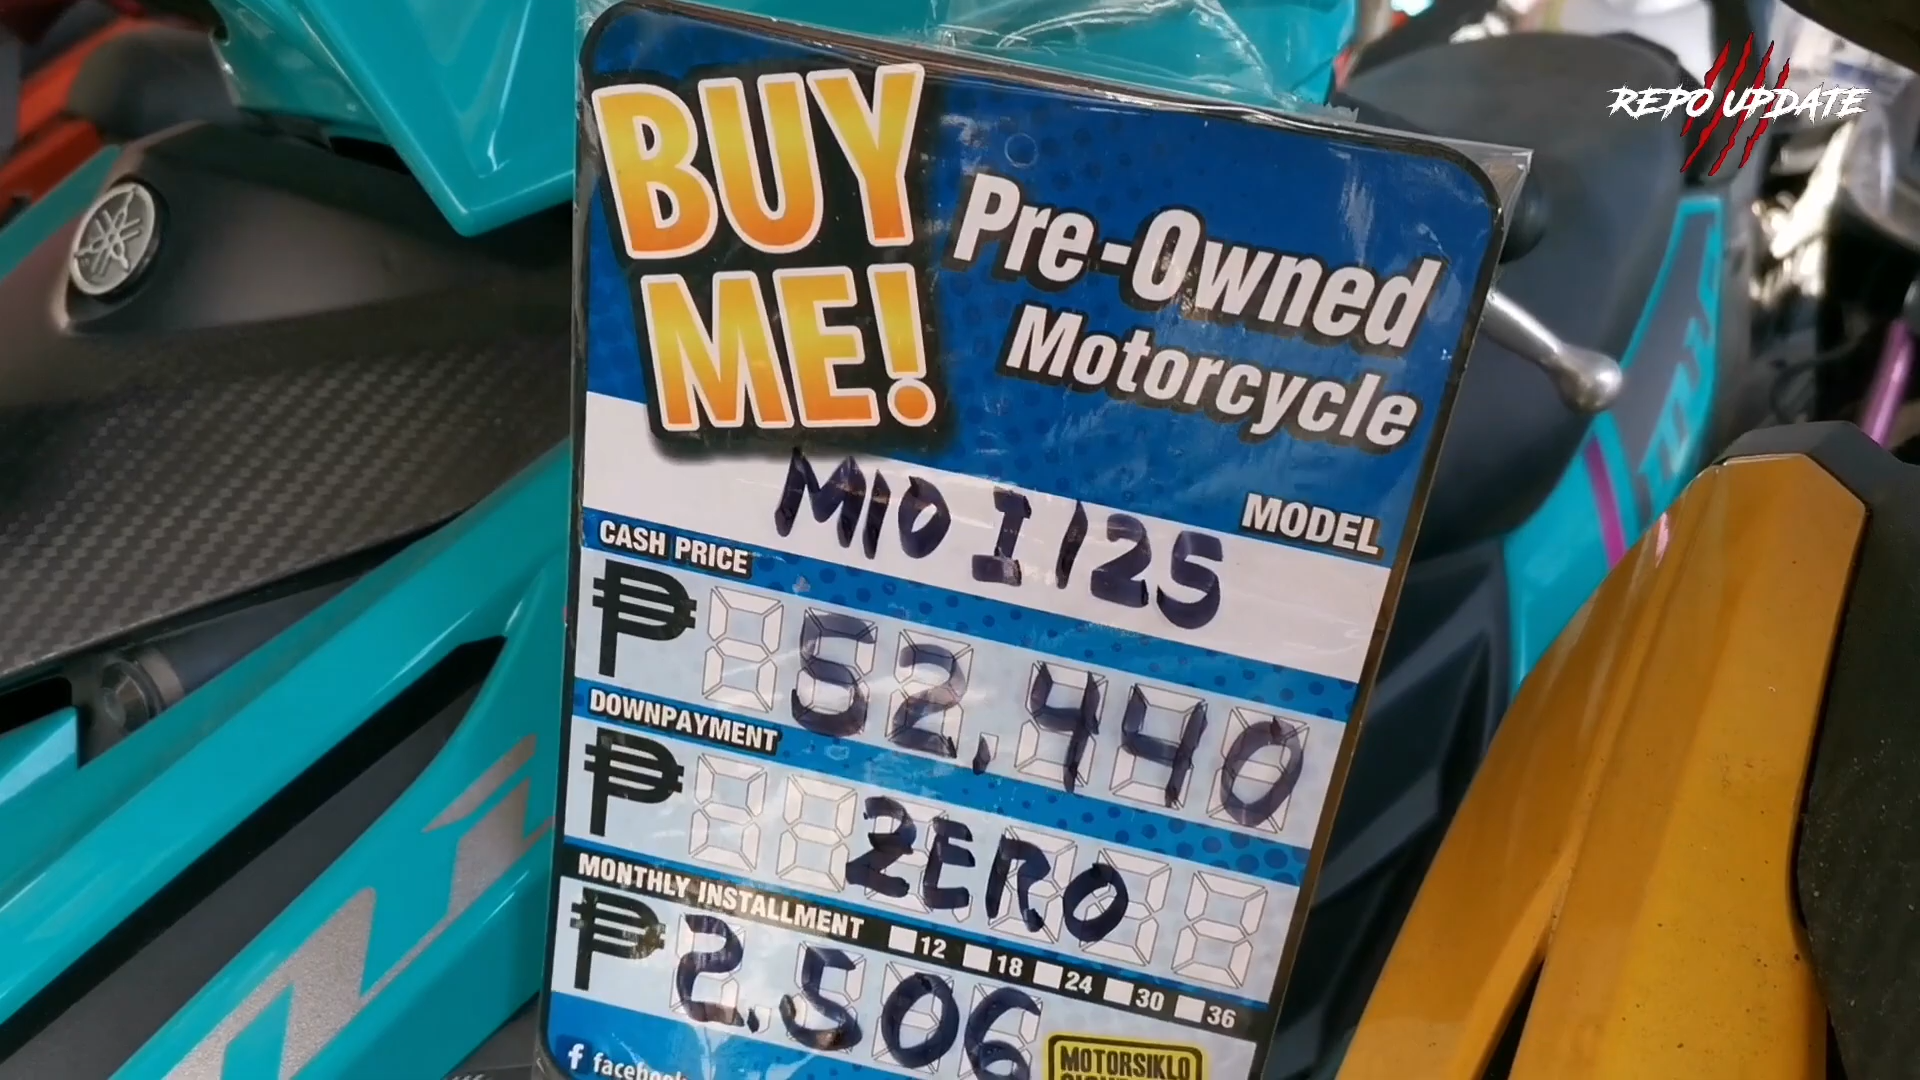 REPO UPDATE
BUY
ME!
Pre-Owned
Motorcycle
MODEL
MIO I 125
CASH PRICE
₱ 52,440
DOWNPAYMENT
₱ ZERO
MONTHLY INSTALLMENT 12 18 24 30 36
₱ 2,506
MOTORSIKLO